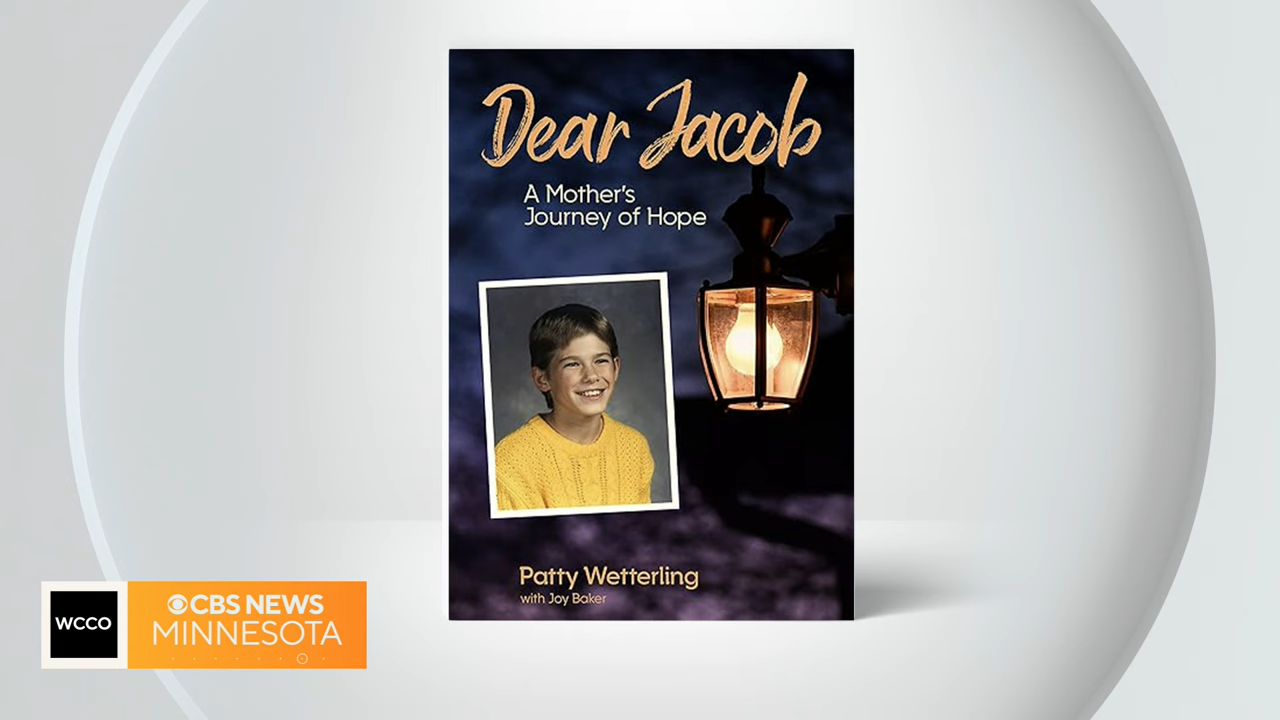 Dear Jacob
A Mother's
Journey of Hope
Patty Wetterling
with Joy Baker
WCCO
CBS NEWS
MINNESOTA